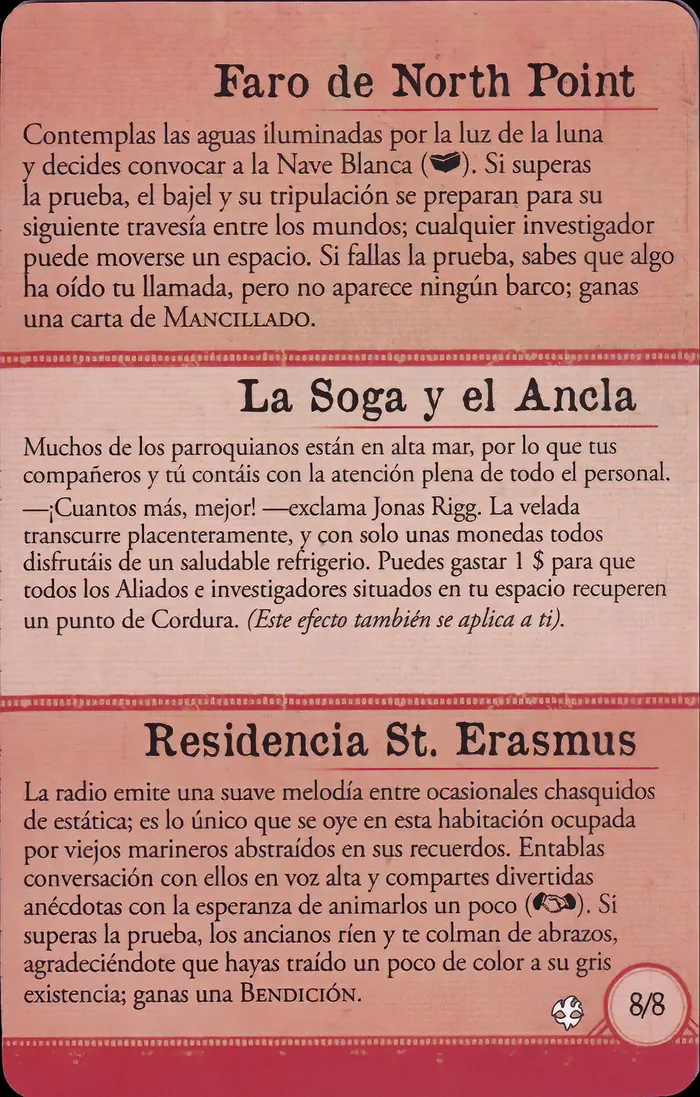 Faro de North Point
Contemplas las aguas iluminadas por la luz de la luna
y decides convocar a la Nave Blanca (). Si superas
la prueba, el bajel y su tripulación se preparan para su
siguiente travesía entre los mundos; cualquier investigador
puede moverse un espacio. Si fallas la prueba, sabes que algo
ha oído tu llamada, pero no aparece ningún barco; ganas
una carta de MANCILLADO.
La Soga y el Ancla
Muchos de los parroquianos están en alta mar, por lo que tus
compañeros y tú contáis con la atención plena de todo el personal.
—¡Cuantos más, mejor! —exclama Jonas Rigg. La velada
transcurre placenteramente, y con solo unas monedas todos
disfrutáis de un saludable refrigerio. Puedes gastar 1 $ para que
todos los Aliados e investigadores situados en tu espacio recuperen
un punto de Cordura. (Este efecto también se aplica a ti).
Residencia St. Erasmus
La radio emite una suave melodía entre ocasionales chasquidos
de estática; es lo único que se oye en esta habitación ocupada
por viejos marineros abstraídos en sus recuerdos. Entablas
conversación con ellos en voz alta y compartes divertidas
anécdotas con la esperanza de animarlos un poco (). Si
superas la prueba, los ancianos ríen y te colman de abrazos,
agradeciéndote que hayas traído un poco de color a su gris
existencia; ganas una BENDICIÓN.
8/8